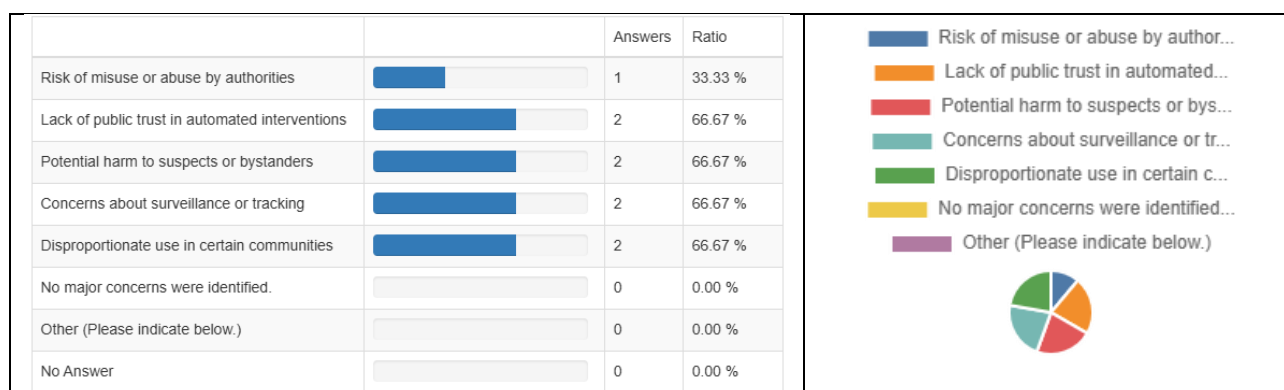 Answers Ratio
Risk of misuse or abuse by authorities 1 33.33 %
Lack of public trust in automated interventions 2 66.67 %
Potential harm to suspects or bystanders 2 66.67 %
Concerns about surveillance or tracking 2 66.67 %
Disproportionate use in certain communities 2 66.67 %
No major concerns were identified. 0 0.00 %
Other (Please indicate below.) 0 0.00 %
No Answer 0 0.00 %
Risk of misuse or abuse by author...
Lack of public trust in automated...
Potential harm to suspects or bys...
Concerns about surveillance or tr...
Disproportionate use in certain c...
No major concerns were identified...
Other (Please indicate below.)